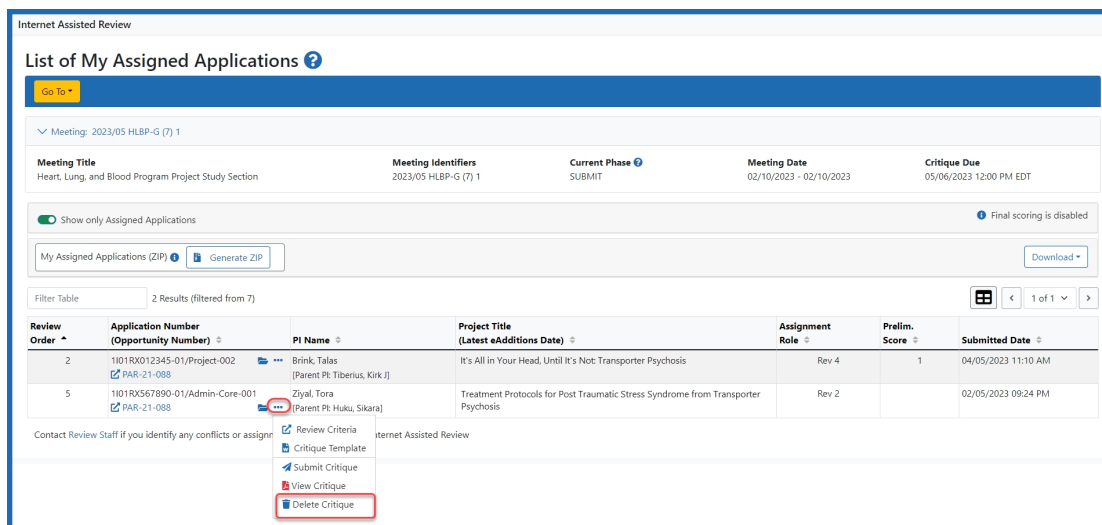 Internet Assisted Review
List of My Assigned Applications ?
Go To
Meeting: 2023/05 HLBP-G (7) 1
Meeting Title Meeting Identifiers Current Phase ? Meeting Date Critique Due
Heart, Lung, and Blood Program Project Study Section 2023/05 HLBP-G (7) 1 SUBMIT 02/10/2023 - 02/10/2023 05/06/2023 12:00 PM EDT
Show only Assigned Applications Final scoring is disabled
My Assigned Applications (ZIP) Generate ZIP Download
Filter Table 2 Results (filtered from 7) 1 of 1
Review Application Number Project Title Assignment Prelim.
Order (Opportunity Number) PI Name (Latest eAdditions Date) Role Score Submitted Date
2 1I01RX012345-01/Project-002 Brink, Talas It's All in Your Head, Until It's Not: Transporter Psychosis Rev 4 1 04/05/2023 11:10 AM
PAR-21-088 [Parent PI: Tiberius, Kirk J]
5 1I01RX567890-01/Admin-Core-001 Ziyal, Tora Treatment Protocols for Post Traumatic Stress Syndrome from Transporter Rev 2 02/05/2023 09:24 PM
PAR-21-088 [Parent PI: Huku, Sikara] Psychosis
Contact Review Staff if you identify any conflicts or Internet Assisted Review
Review Criteria
Critique Template
Submit Critique
View Critique
Delete Critique